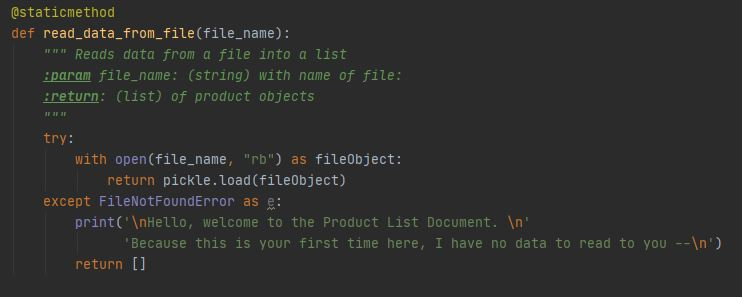 @staticmethod
def read_data_from_file(file_name):
    """ Reads data from a file into a list
    :param file_name: (string) with name of file:
    :return: (list) of product objects
    """
    try:
        with open(file_name, "rb") as fileObject:
            return pickle.load(fileObject)
    except FileNotFoundError as e:
        print('\nHello, welcome to the Product List Document. \n'
              'Because this is your first time here, I have no data to read to you --\n')
        return []